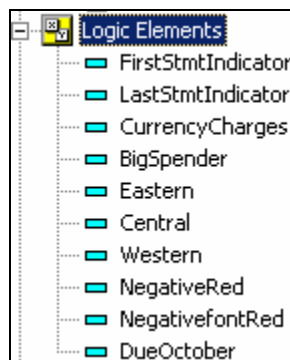 Logic Elements
FirstStmtIndicator
LastStmtIndicator
CurrencyCharges
BigSpender
Eastern
Central
Western
NegativeRed
NegativefontRed
DueOctober